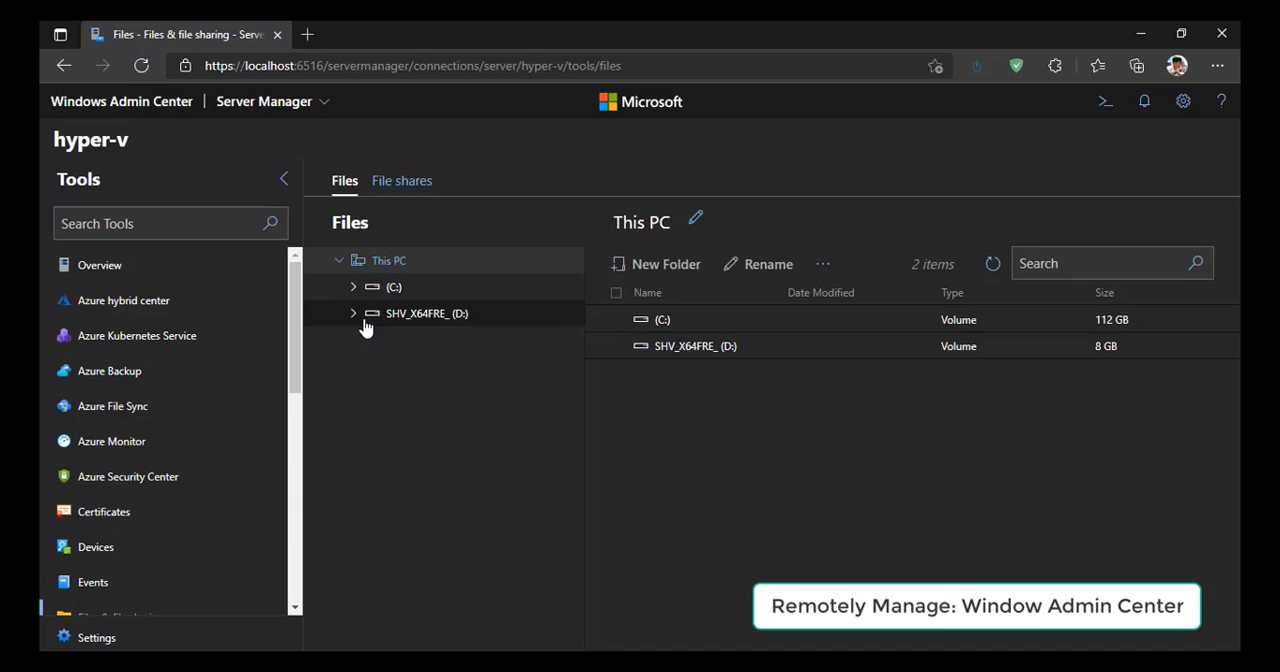 Files - Files & file sharing - Serve
https://localhost:6516/servermanager/connections/server/hyper-v/tools/files
Windows Admin Center | Server Manager
Microsoft
hyper-v
Tools
Search Tools
Overview
Azure hybrid center
Azure Kubernetes Service
Azure Backup
Azure File Sync
Azure Monitor
Azure Security Center
Certificates
Devices
Events
Settings
Files File shares
Files
This PC
(C:)
SHV_X64FRE_ (D:)
This PC
New Folder Rename ... 2 items Search
Name Date Modified Type Size
(C:) Volume 112 GB
SHV_X64FRE_ (D:) Volume 8 GB
Remotely Manage: Window Admin Center